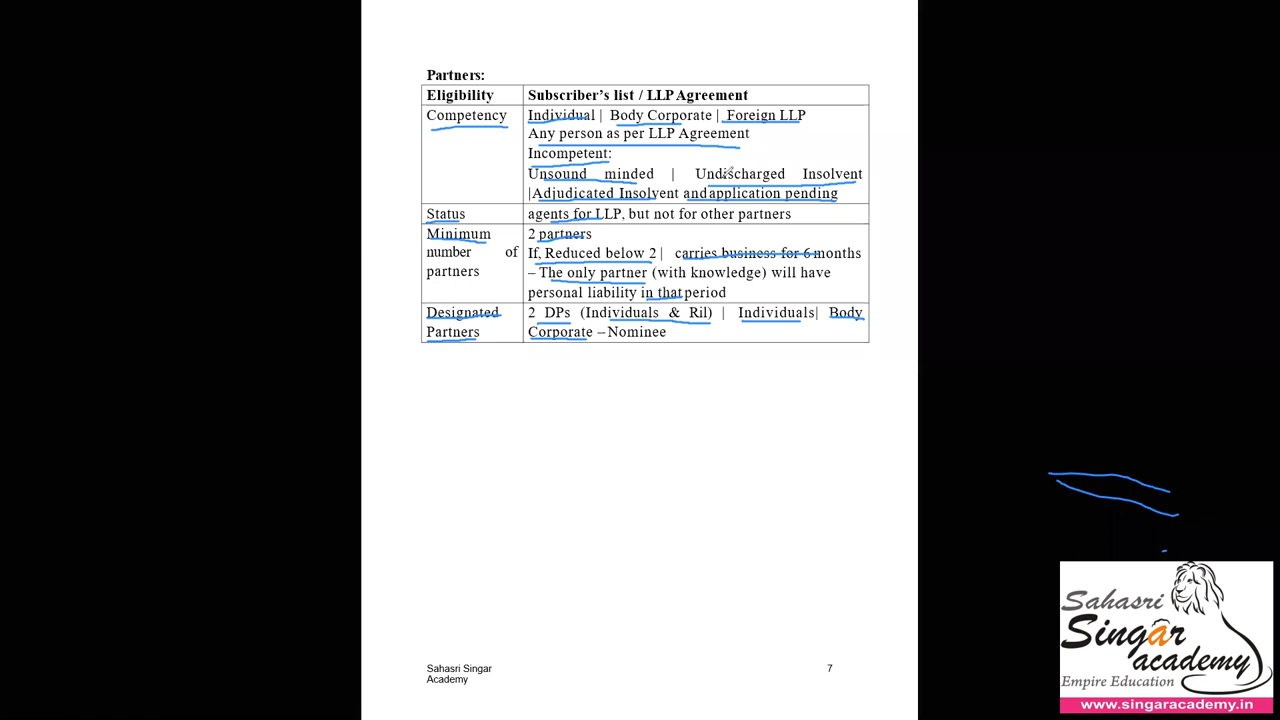 Partners:
Eligibility Subscriber's list / LLP Agreement
Competency Individual | Body Corporate | Foreign LLP
Any person as per LLP Agreement
Incompetent:
Unsound minded | Undischarged Insolvent
|Adjudicated Insolvent and application pending
Status agents for LLP, but not for other partners
Minimum 2 partners
number of If, Reduced below 2 | carries business for 6 months
partners – The only partner (with knowledge) will have
personal liability in that period
Designated 2 DPs (Individuals & Ril) | Individuals| Body
Partners Corporate – Nominee
Sahasri Singar
Academy
7
Sahasri
Singar
academy
Empire Education
www.singaracademy.in